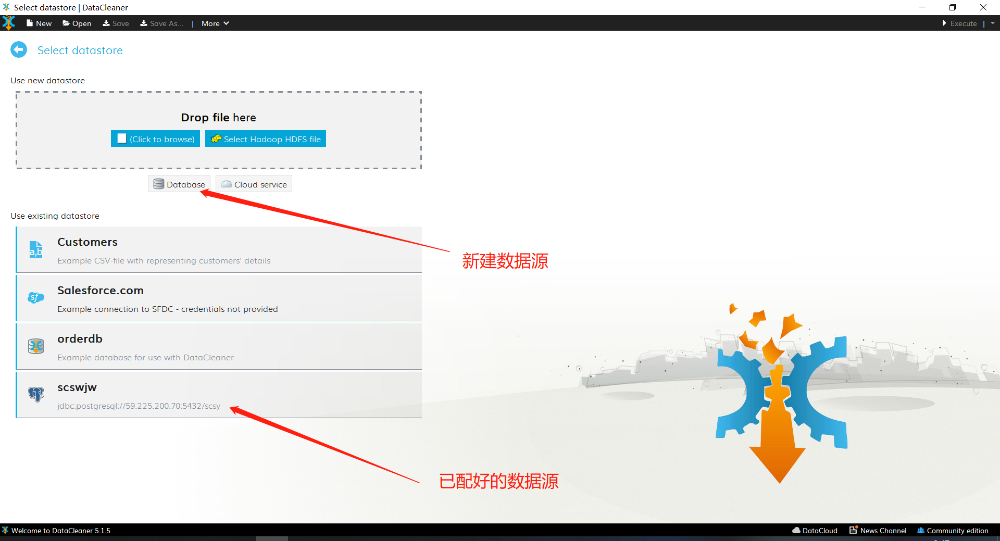 Select datastore | DataCleaner
New Open Save Save As... | More Execute |
Select datastore
Use new datastore
Drop file here
(Click to browse) Select Hadoop HDFS file
Database Cloud service
Use existing datastore
Customers
a,b
Example CSV-file with representing customers' details
新建数据源
Salesforce.com
sf
Example connection to SFDC - credentials not provided
orderdb
Example database for use with DataCleaner
scswjw
jdbc:postgresql://59.225.200.70:5432/scsy
已配好的数据源
Welcome to DataCleaner 5.1.5 DataCloud News Channel Community edition